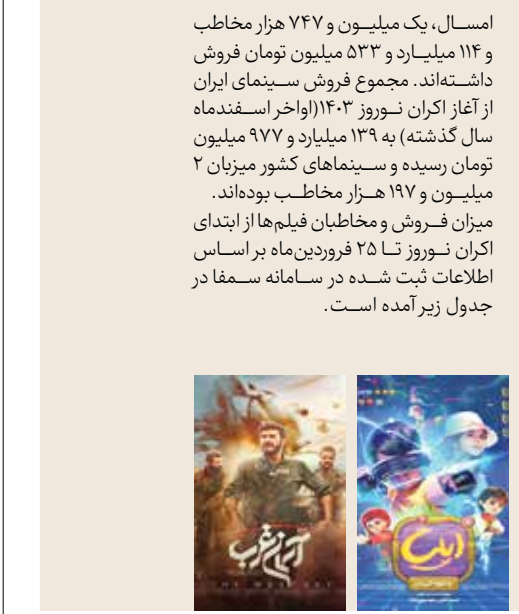 امسال، یک میلیون و ۷۴۷ هزار مخاطب
و ۱۱۴ میلیارد و ۵۳۳ میلیون تومان فروش
داشته‌اند. مجموع فروش سینمای ایران
از آغاز اکران نوروز ۱۴۰۳(اواخر اسفندماه
سال گذشته) به ۱۳۹ میلیارد و ۹۷۷ میلیون
تومان رسیده و سینماهای کشور میزبان ۲
میلیون و ۱۹۷ هزار مخاطب بوده‌اند.
میزان فروش و مخاطبان فیلم‌ها از ابتدای
اکران نوروز تا ۲۵ فروردین‌ماه بر اساس
اطلاعات ثبت شده در سامانه سمفا در
جدول زیر آمده است.
ایلیا
آسمان غرب